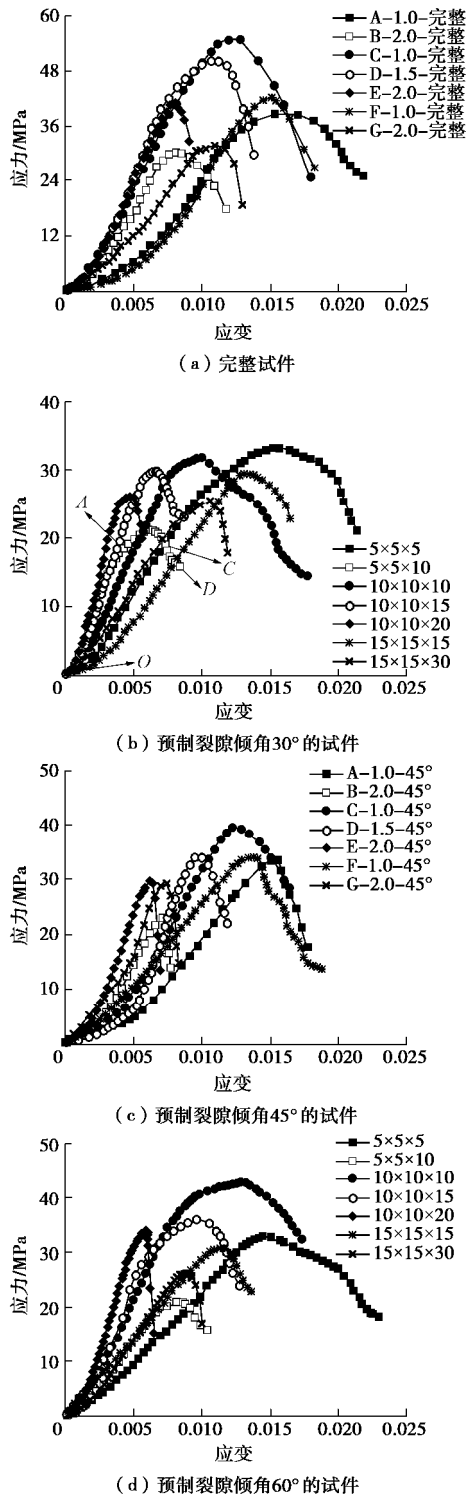 60
48
36
24
12
0
应力/MPa
A-1.0-完整
B-2.0-完整
C-1.0-完整
D-1.5-完整
E-2.0-完整
F-1.0-完整
G-2.0-完整
0.005 0.010 0.015 0.020 0.025
应变
(a)完整试件
40
30
20
10
0
应力/MPa
A
C
D
O
5×5×5
5×5×10
10×10×10
10×10×15
10×10×20
15×15×15
15×15×30
0.005 0.010 0.015 0.020 0.025
应变
(b)预制裂隙倾角30°的试件
50
40
30
20
10
0
应力/MPa
A-1.0-45°
B-2.0-45°
C-1.0-45°
D-1.5-45°
E-2.0-45°
F-1.0-45°
G-2.0-45°
0.005 0.010 0.015 0.020 0.025
应变
(c)预制裂隙倾角45°的试件
50
40
30
20
10
0
应力/MPa
5×5×5
5×5×10
10×10×10
10×10×15
10×10×20
15×15×15
15×15×30
0.005 0.010 0.015 0.020 0.025
应变
(d)预制裂隙倾角60°的试件